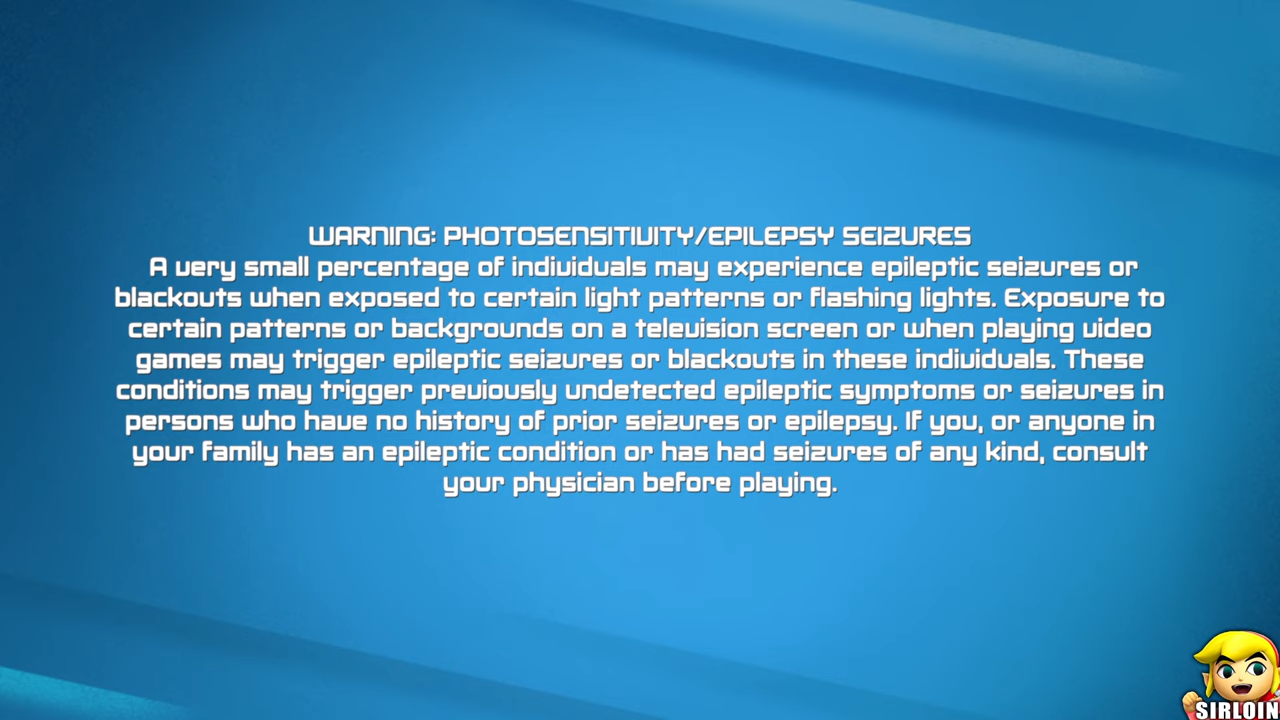 WARNING: PHOTOSENSITIVITY/EPILEPSY SEIZURES
A very small percentage of individuals may experience epileptic seizures or
blackouts when exposed to certain light patterns or flashing lights. Exposure to
certain patterns or backgrounds on a television screen or when playing video
games may trigger epileptic seizures or blackouts in these individuals. These
conditions may trigger previously undetected epileptic symptoms or seizures in
persons who have no history of prior seizures or epilepsy. If you, or anyone in
your family has an epileptic condition or has had seizures of any kind, consult
your physician before playing.
SIRLOIN